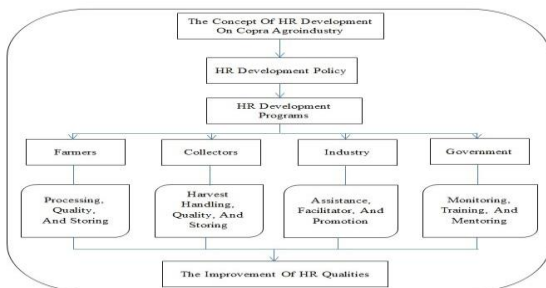 The Concept Of HR Development
On Copra Agroindustry
HR Development Policy
HR Development
Programs
Farmers
Collectors
Industry
Government
Processing,
Quality,
And Storing
Harvest
Handling,
Quality, And
Storing
Assistance,
Facilitator, And
Promotion
Monitoring,
Training, And
Mentoring
The Improvement Of HR Qualities